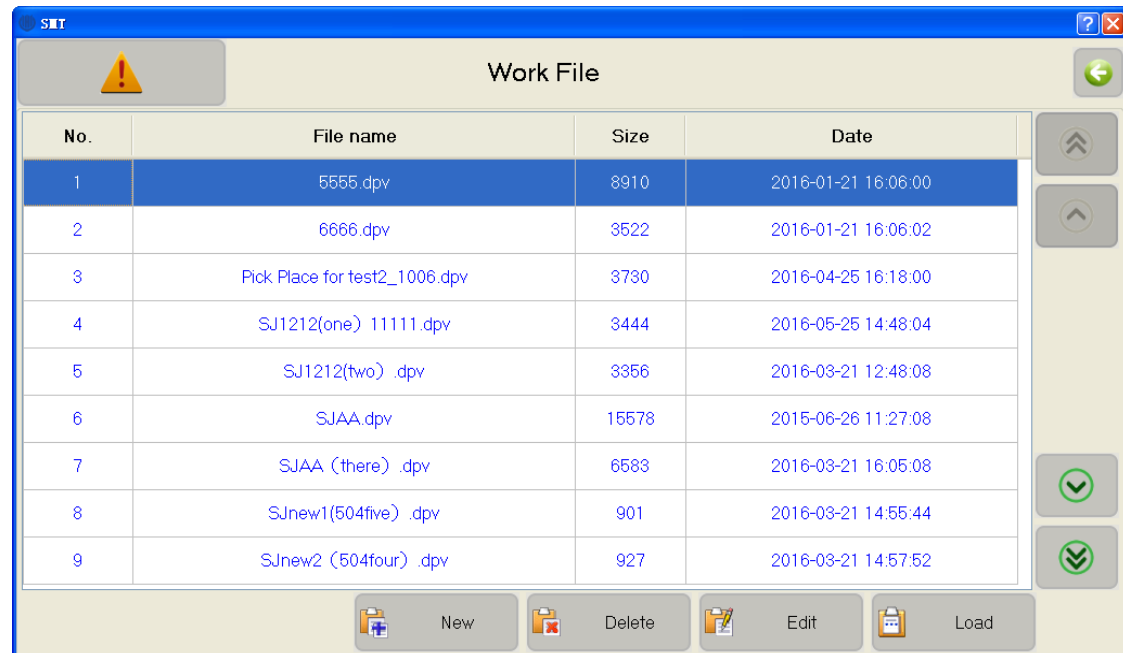 SMT
Work File
No. File name Size Date
1 5555.dpv 8910 2016-01-21 16:06:00
2 6666.dpv 3522 2016-01-21 16:06:02
3 Pick Place for test2_1006.dpv 3730 2016-04-25 16:18:00
4 SJ1212(one) 11111.dpv 3444 2016-05-25 14:48:04
5 SJ1212(two) .dpv 3356 2016-03-21 12:48:08
6 SJAA.dpv 15578 2015-06-26 11:27:08
7 SJAA (there) .dpv 6583 2016-03-21 16:05:08
8 SJnew1(504five) .dpv 901 2016-03-21 14:55:44
9 SJnew2 (504four) .dpv 927 2016-03-21 14:57:52
New Delete Edit Load